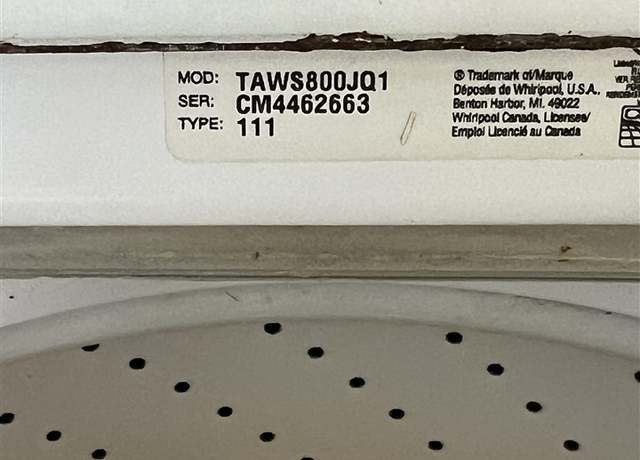 MOD: TAWS800JQ1
SER: CM4462663
TYPE: 111
® Trademark of/Marque
Déposée de Whirlpool, U.S.A.,
Benton Harbor, MI. 49022
Whirlpool Canada, Licensee/
Emploi Licencié au Canada